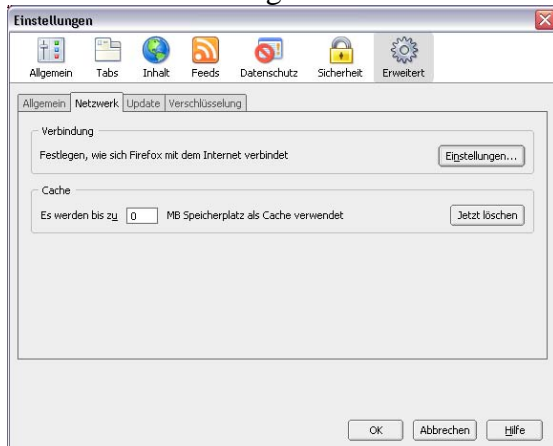 Einstellungen
Allgemein Tabs Inhalt Feeds Datenschutz Sicherheit Erweitert
Allgemein Netzwerk Update Verschlüsselung
Verbindung
Festlegen, wie sich Firefox mit dem Internet verbindet Einstellungen...
Cache
Es werden bis zu 0 MB Speicherplatz als Cache verwendet Jetzt löschen
OK Abbrechen Hilfe